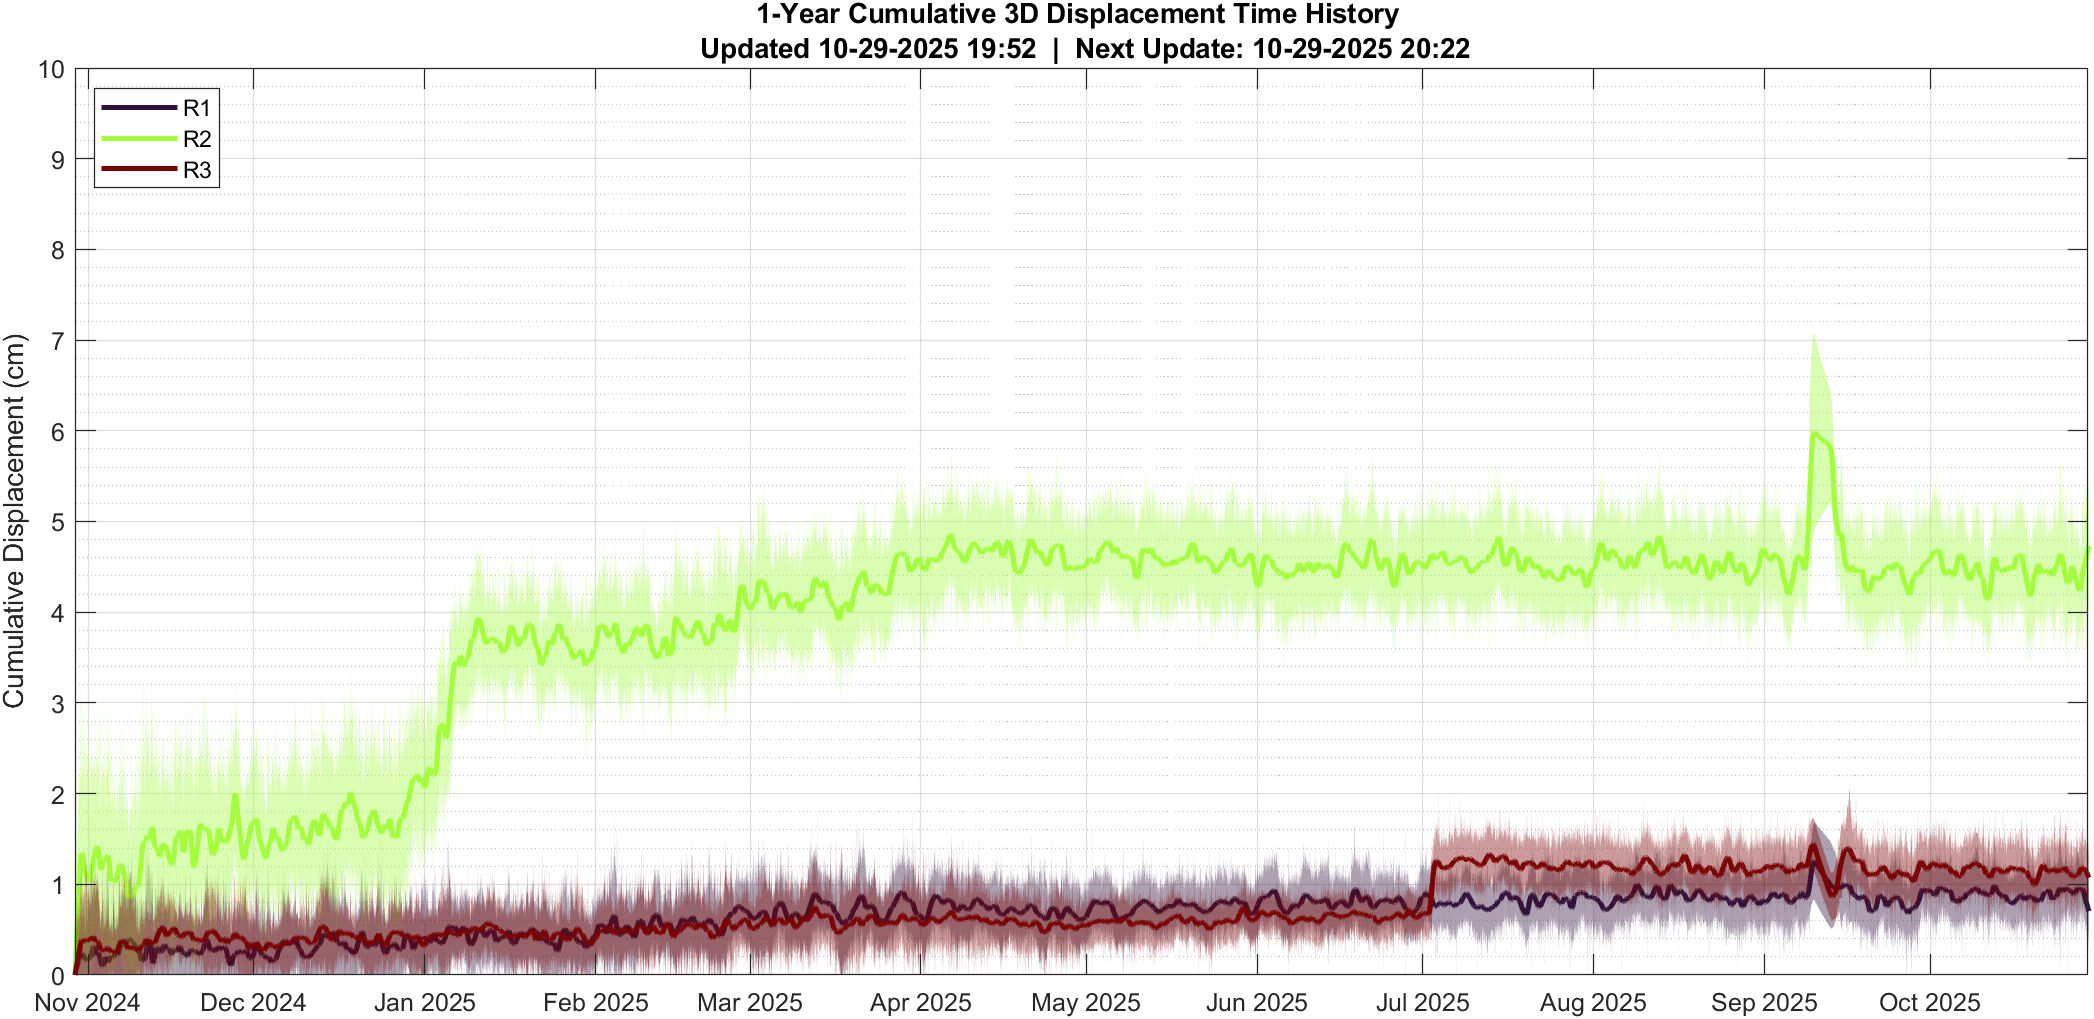 1-Year Cumulative 3D Displacement Time History
Updated 10-29-2025 19:52 | Next Update: 10-29-2025 20:22
R1
R2
R3
Cumulative Displacement (cm)
10
9
8
7
6
5
4
3
2
1
0
Nov 2024 Dec 2024 Jan 2025 Feb 2025 Mar 2025 Apr 2025 May 2025 Jun 2025 Jul 2025 Aug 2025 Sep 2025 Oct 2025